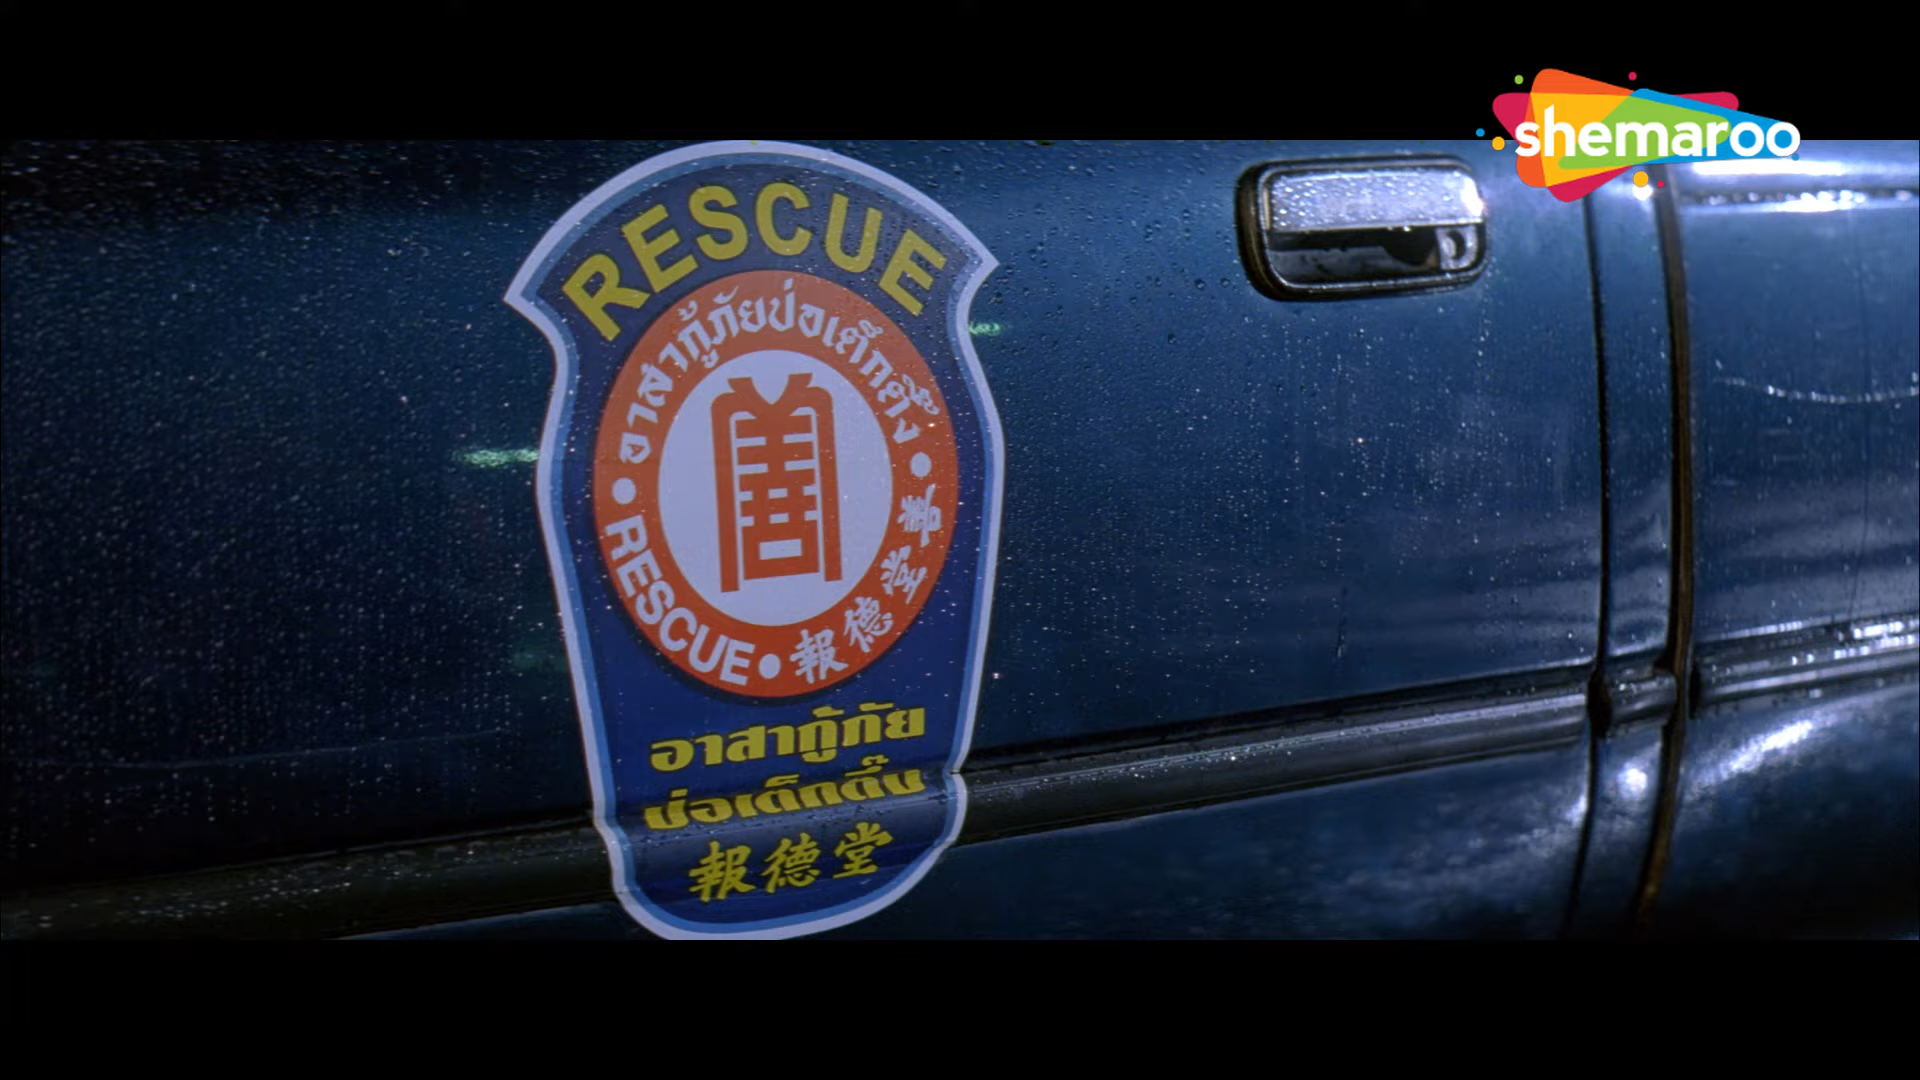 shemaroo
RESCUE
อาสากู้ภัยป่อเต็กตึ๊ง
善
RESCUE
報德堂善
อาสากู้ภัย
ป่อเต็กตึ๊ง
報德堂